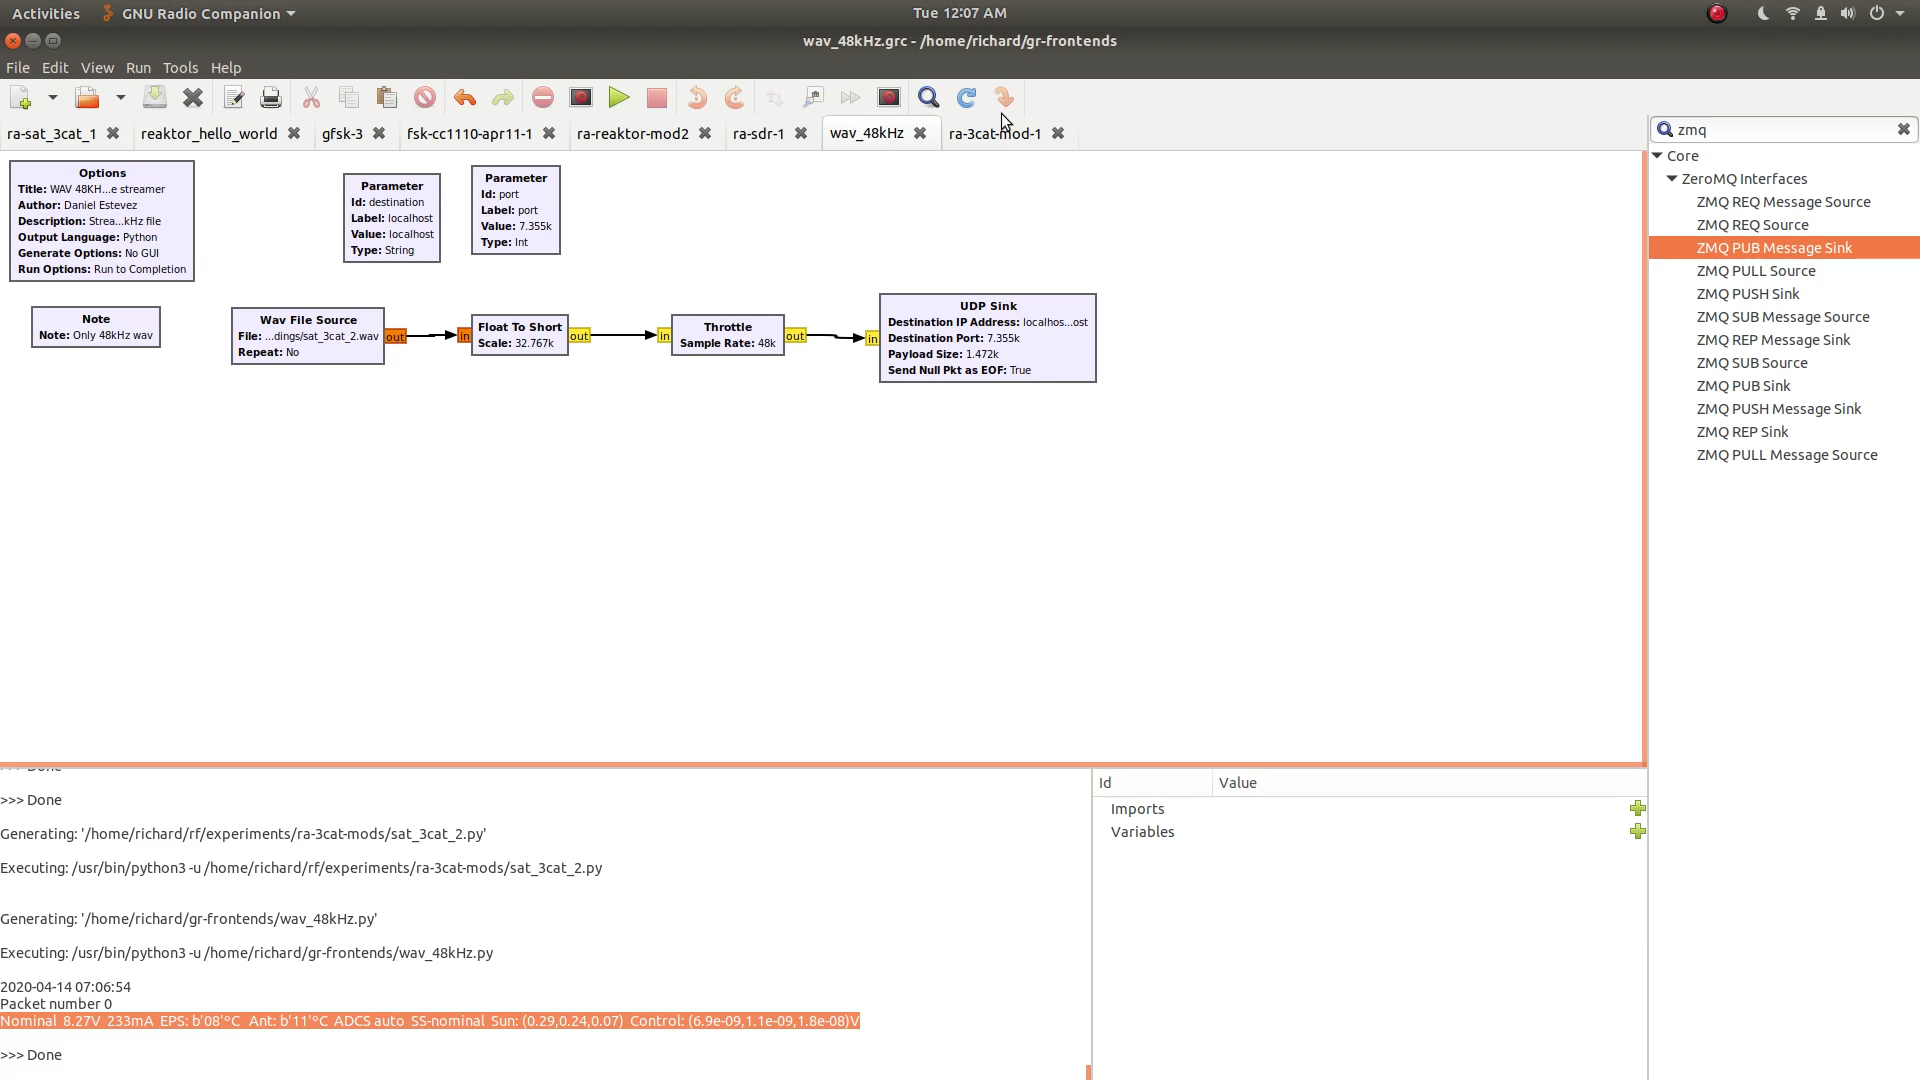 Activities
GNU Radio Companion
Tue 12:07 AM
wav_48kHz.grc - /home/richard/gr-frontends
File Edit View Run Tools Help
ra-sat_3cat_1
reaktor_hello_world
gfsk-3
fsk-cc1110-apr11-1
ra-reaktor-mod2
ra-sdr-1
wav_48kHz
ra-3cat-mod-1
Options
Title: WAV 48KH...e streamer
Author: Daniel Estevez
Description: Strea...kHz file
Output Language: Python
Generate Options: No GUI
Run Options: Run to Completion
Parameter
Id: destination
Label: localhost
Value: localhost
Type: String
Parameter
Id: port
Label: port
Value: 7.355k
Type: Int
Note
Note: Only 48kHz wav
Wav File Source
File: ...dings/sat_3cat_2.wav
Repeat: No
out
in
Float To Short
Scale: 32.767k
out
in
Throttle
Sample Rate: 48k
out
in
UDP Sink
Destination IP Address: localhos...ost
Destination Port: 7.355k
Payload Size: 1.472k
Send Null Pkt as EOF: True
zmq
Core
ZeroMQ Interfaces
ZMQ REQ Message Source
ZMQ REQ Source
ZMQ PUB Message Sink
ZMQ PULL Source
ZMQ PUSH Sink
ZMQ SUB Message Source
ZMQ REP Message Sink
ZMQ SUB Source
ZMQ PUB Sink
ZMQ PUSH Message Sink
ZMQ REP Sink
ZMQ PULL Message Source
>>> Done
>>> Done
Generating: '/home/richard/rf/experiments/ra-3cat-mods/sat_3cat_2.py'
Executing: /usr/bin/python3 -u /home/richard/rf/experiments/ra-3cat-mods/sat_3cat_2.py
Generating: '/home/richard/gr-frontends/wav_48kHz.py'
Executing: /usr/bin/python3 -u /home/richard/gr-frontends/wav_48kHz.py
2020-04-14 07:06:54
Packet number 0
Nominal 8.27V 233mA EPS: b'08'°C Ant: b'11'°C ADCS auto SS-nominal Sun: (0.29,0.24,0.07) Control: (6.9e-09,1.1e-09,1.8e-08)V
>>> Done
Id Value
Imports
Variables